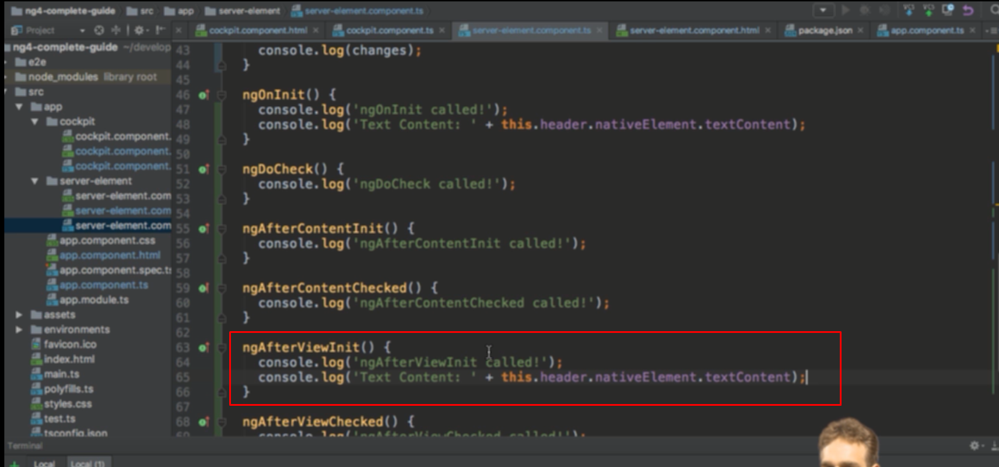 ng4-complete-guide src app server-element server-element.component.ts
Project
cockpit.component.html cockpit.component.ts server-element.component.ts server-element.component.html package.json app.component.ts
ng4-complete-guide ~/develop
e2e
node_modules library root
src
app
cockpit
cockpit.component.
cockpit.component.
cockpit.component.
server-element
server-element.com
server-element.com
server-element.com
app.component.css
app.component.html
app.component.spec.ts
app.component.ts
app.module.ts
assets
environments
favicon.ico
index.html
main.ts
polyfills.ts
styles.css
test.ts
tsconfig.json
43 console.log(changes);
44 }
45
46 ngOnInit() {
47 console.log('ngOnInit called!');
48 console.log('Text Content: ' + this.header.nativeElement.textContent);
49 }
50
51 ngDoCheck() {
52 console.log('ngDoCheck called!');
53 }
54
55 ngAfterContentInit() {
56 console.log('ngAfterContentInit called!');
57 }
58
59 ngAfterContentChecked() {
60 console.log('ngAfterContentChecked called!');
61 }
62
63 ngAfterViewInit() {
64 console.log('ngAfterViewInit called!');
65 console.log('Text Content: ' + this.header.nativeElement.textContent);
66 }
67
68 ngAfterViewChecked() {
69 console.log('ngAfterViewChecked called!');
Terminal
Local Local (1)